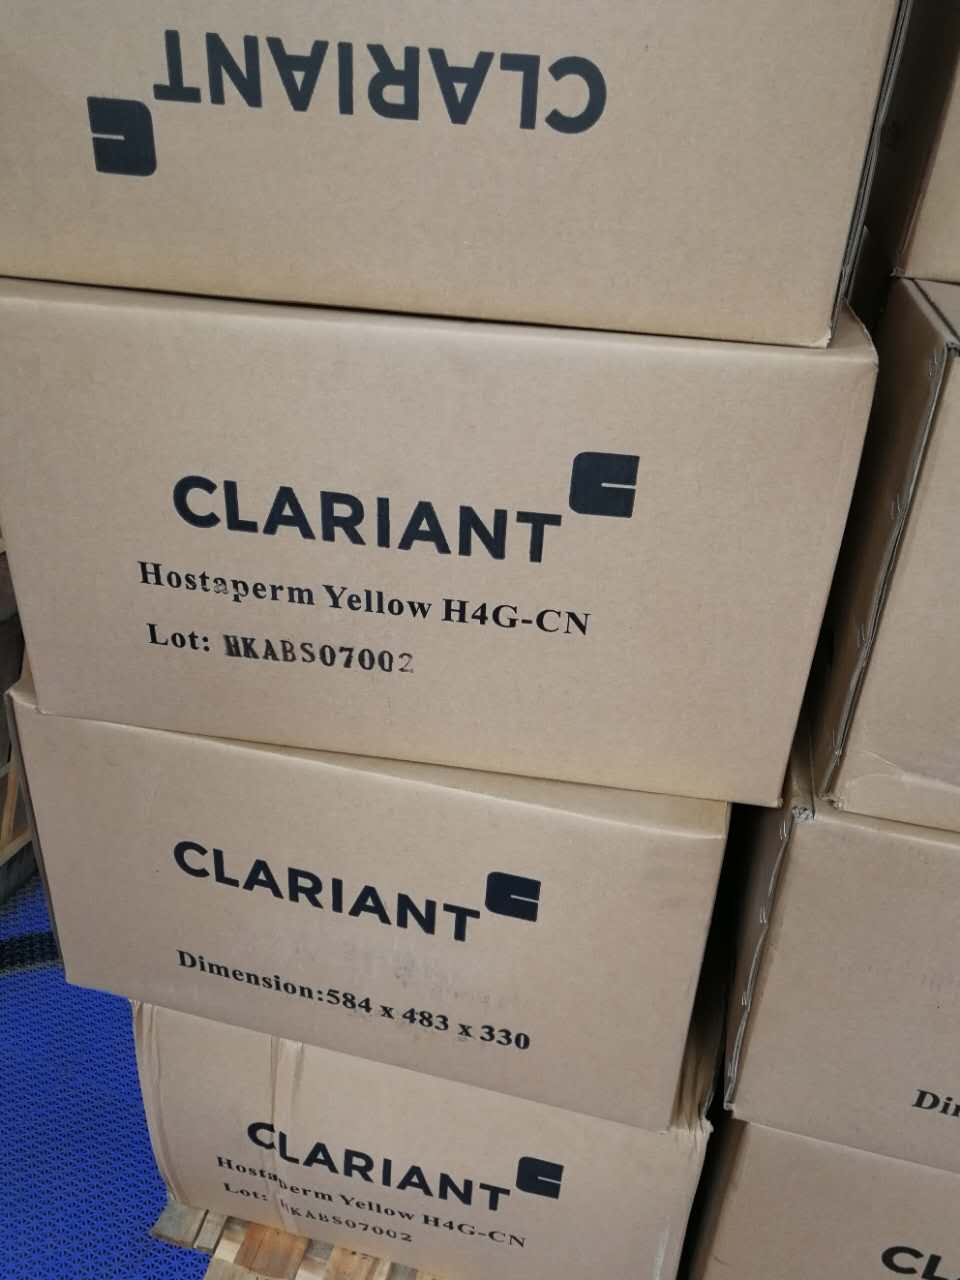 CLARIANT
CLARIANT
Hostaperm Yellow H4G-CN
Lot: HKABS07002
CLARIANT
Dimension:584 x 483 x 330
CLARIANT
Hostaperm Yellow H4G-CN
Lot: HKABS07002